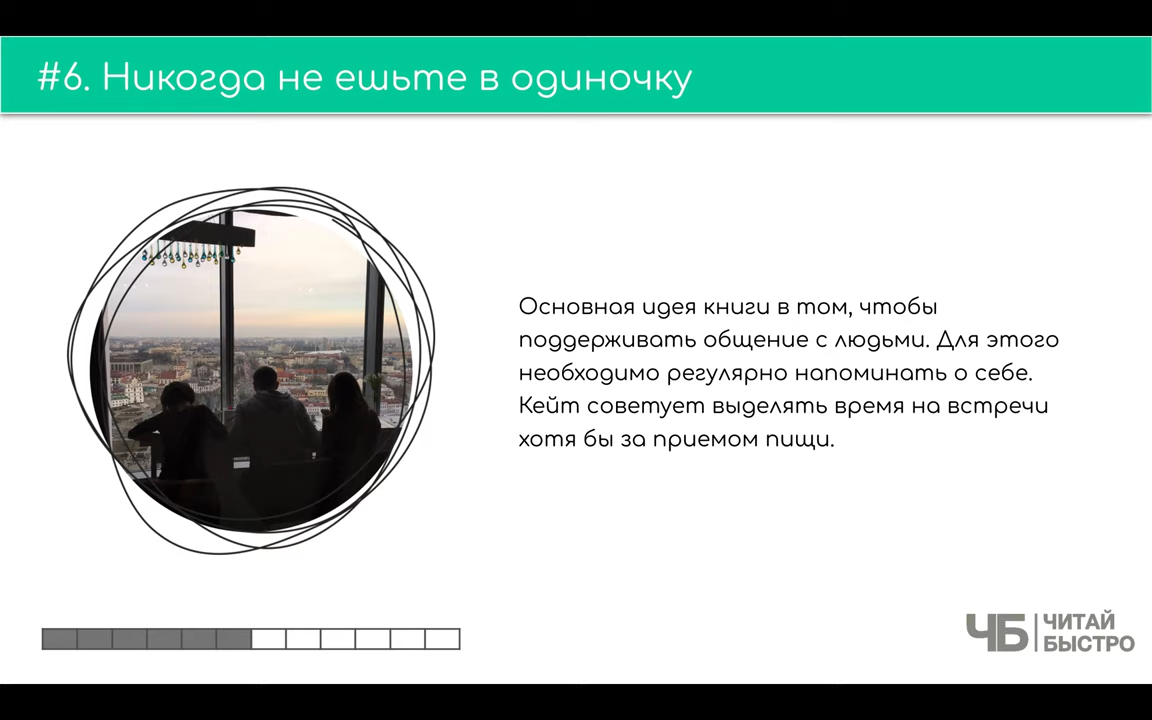 #6. Никогда не ешьте в одиночку
Основная идея книги в том, чтобы
поддерживать общение с людьми. Для этого
необходимо регулярно напоминать о себе.
Кейт советует выделять время на встречи
хотя бы за приемом пищи.
ЧБ
ЧИТАЙ
БЫСТРО